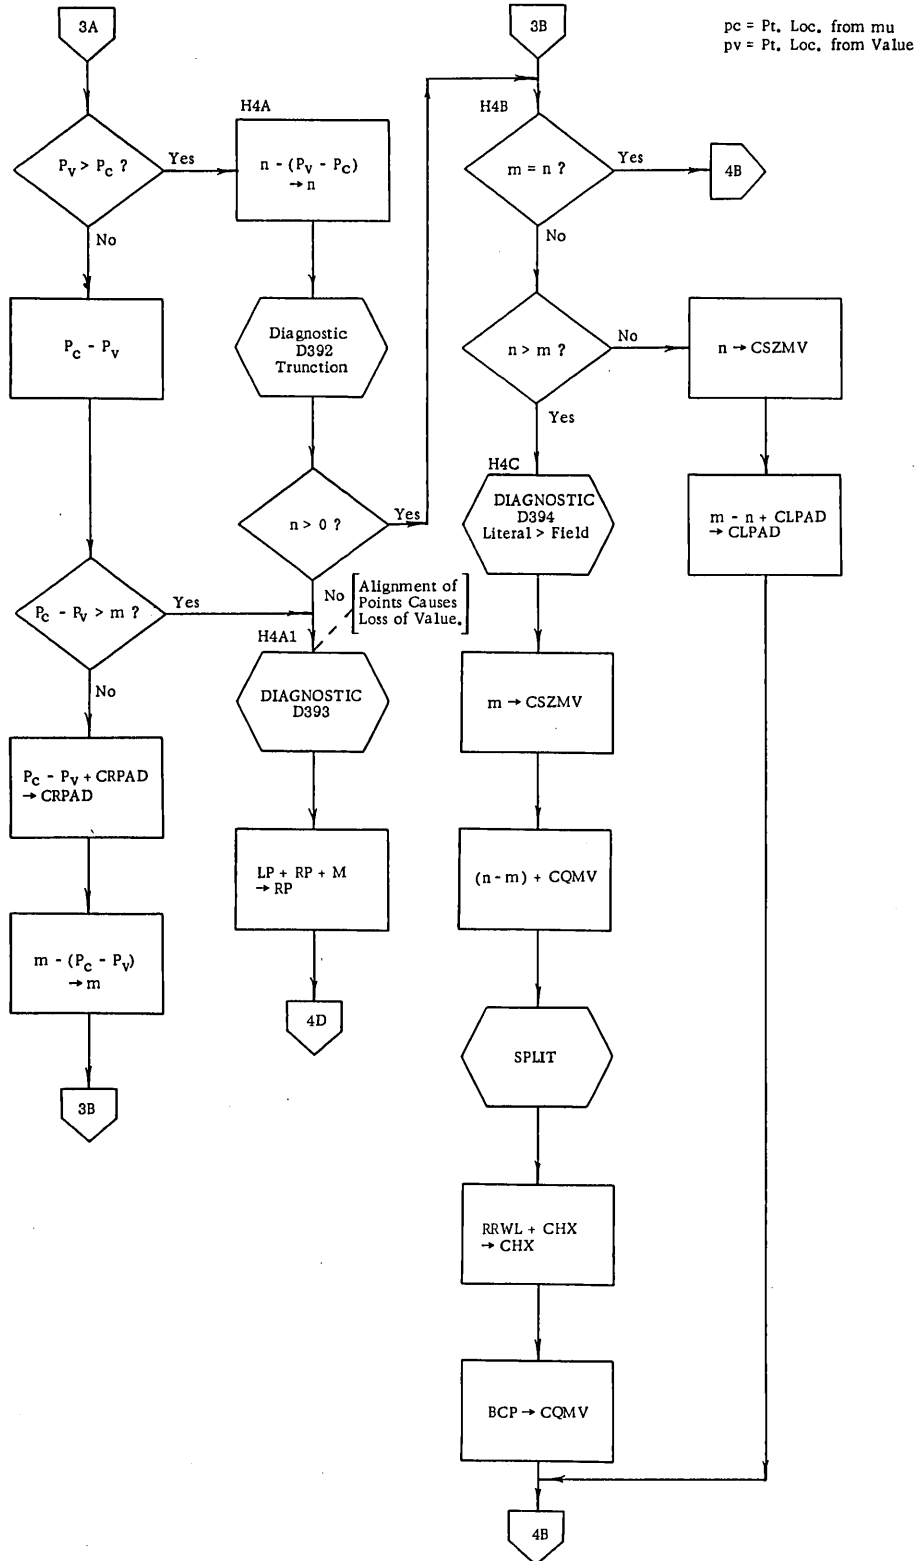 3A
3B
pc = Pt. Loc. from mu
pv = Pt. Loc. from Value
H4A
H4B
PV > PC ?
Yes
n - (PV - PC)
→ n
m = n ?
Yes
4B
No
No
PC - PV
Diagnostic
D392
Trunction
n > m ?
No
n → CSZMV
Yes
H4C
n > 0 ?
Yes
DIAGNOSTIC
D394
Literal > Field
m - n + CLPAD
→ CLPAD
PC - PV > m ?
Yes
No
Alignment of
Points Causes
Loss of Value.
H4A1
No
DIAGNOSTIC
D393
m → CSZMV
PC - PV + CRPAD
→ CRPAD
LP + RP + M
→ RP
(n - m) + CQMV
m - (PC - PV)
→ m
4D
SPLIT
3B
RRWL + CHX
→ CHX
BCP → CQMV
4B